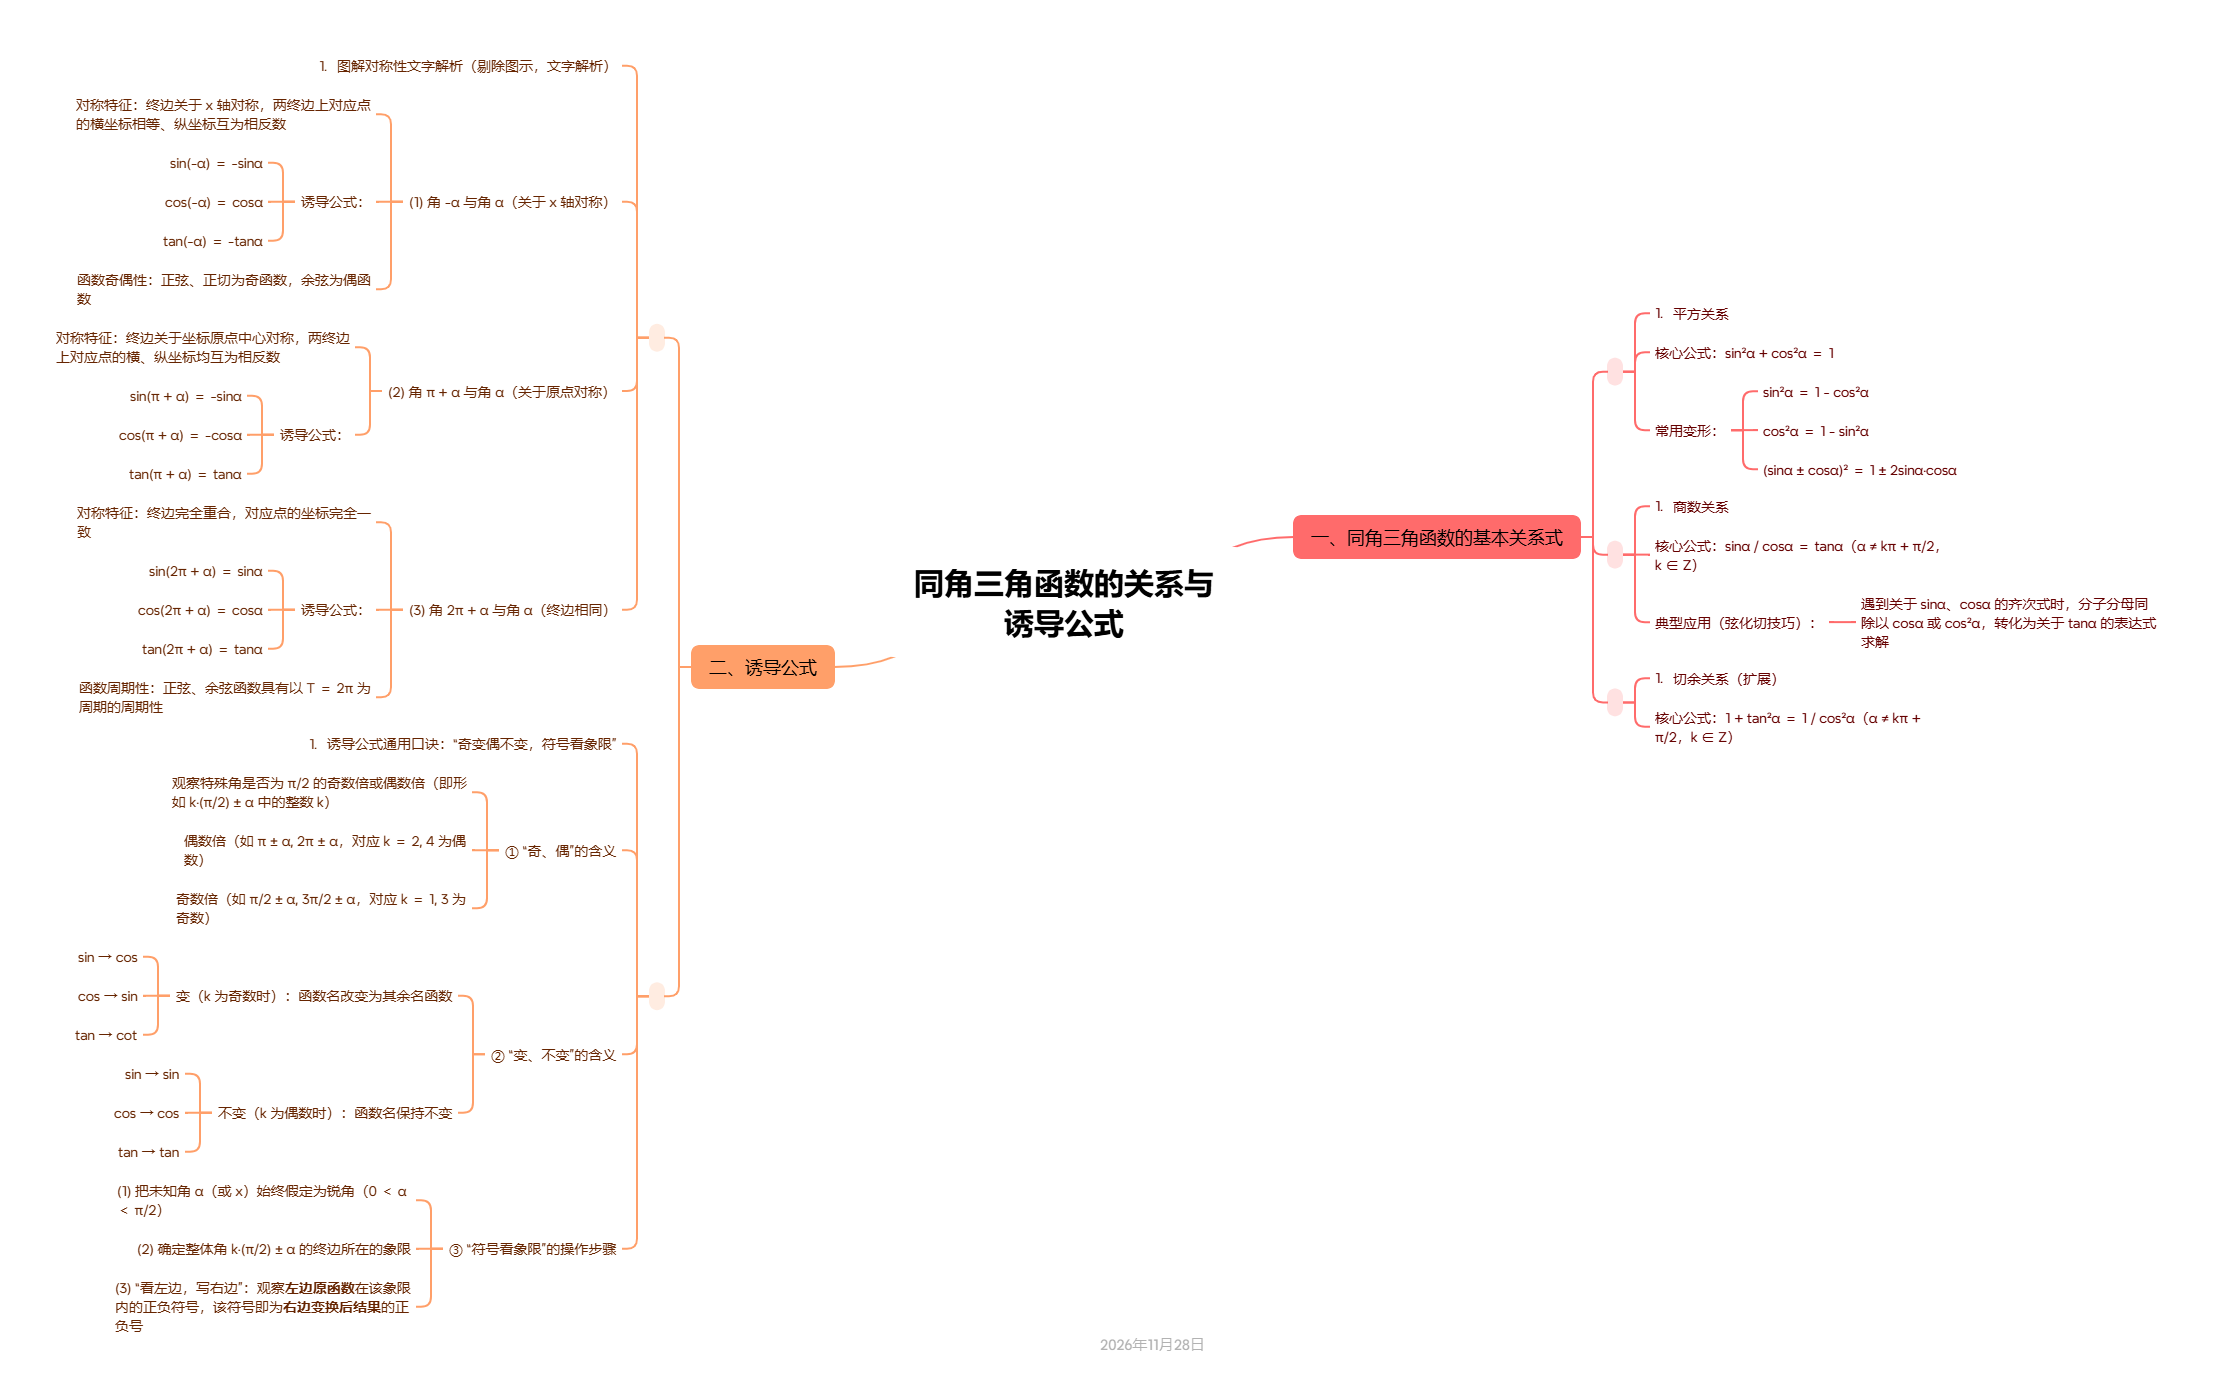 同角三角函数的关系与
诱导公式
一、同角三角函数的基本关系式
1. 平方关系
核心公式：sin²α + cos²α = 1
常用变形：
sin²α = 1 - cos²α
cos²α = 1 - sin²α
(sinα ± cosα)² = 1 ± 2sinα·cosα
1. 商数关系
核心公式：sinα / cosα = tanα（α ≠ kπ + π/2，
k ∈ Z）
典型应用（弦化切技巧）：
遇到关于 sinα、cosα 的齐次式时，分子分母同
除以 cosα 或 cos²α，转化为关于 tanα 的表达式
求解
1. 切余关系（扩展）
核心公式：1 + tan²α = 1 / cos²α（α ≠ kπ +
π/2，k ∈ Z）
二、诱导公式
1. 图解对称性文字解析（剔除图示，文字解析）
(1) 角 -α 与角 α（关于 x 轴对称）
对称特征：终边关于 x 轴对称，两终边上对应点
的横坐标相等、纵坐标互为相反数
诱导公式：
sin(-α) = -sinα
cos(-α) = cosα
tan(-α) = -tanα
函数奇偶性：正弦、正切为奇函数，余弦为偶函
数
(2) 角 π + α 与角 α（关于原点对称）
对称特征：终边关于坐标原点中心对称，两终边
上对应点的横、纵坐标均互为相反数
诱导公式：
sin(π + α) = -sinα
cos(π + α) = -cosα
tan(π + α) = tanα
(3) 角 2π + α 与角 α（终边相同）
对称特征：终边完全重合，对应点的坐标完全一
致
诱导公式：
sin(2π + α) = sinα
cos(2π + α) = cosα
tan(2π + α) = tanα
函数周期性：正弦、余弦函数具有以 T = 2π 为
周期的周期性
1. 诱导公式通用口诀：“奇变偶不变，符号看象限”
① “奇、偶”的含义
观察特殊角是否为 π/2 的奇数倍或偶数倍（即形
如 k·(π/2) ± α 中的整数 k）
偶数倍（如 π ± α, 2π ± α，对应 k = 2, 4 为偶
数）
奇数倍（如 π/2 ± α, 3π/2 ± α，对应 k = 1, 3 为
奇数）
② “变、不变”的含义
变（k 为奇数时）：函数名改变为其余名函数
sin → cos
cos → sin
tan → cot
不变（k 为偶数时）：函数名保持不变
sin → sin
cos → cos
tan → tan
③ “符号看象限”的操作步骤
(1) 把未知角 α（或 x）始终假定为锐角（0 < α
< π/2）
(2) 确定整体角 k·(π/2) ± α 的终边所在的象限
(3) “看左边，写右边”：观察左边原函数在该象限
内的正负符号，该符号即为右边变换后结果的正
负号
2026年11月28日